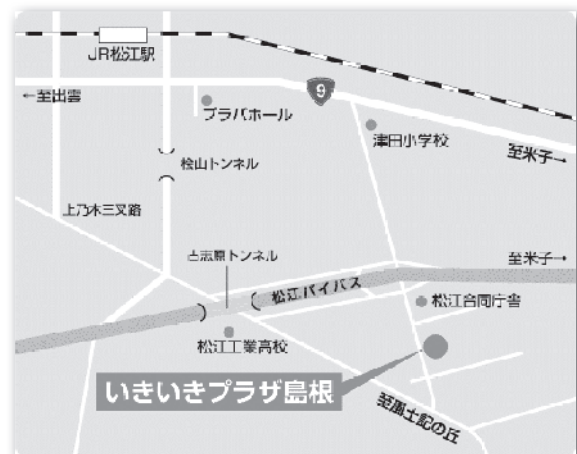 JR松江駅
9
←至出雲
プラバホール
津田小学校
至米子→
桧山トンネル
上乃木三叉路
古志原トンネル
至米子→
松江バイパス
松江合同庁舎
松江工業高校
いきいきプラザ島根
至風土記の丘